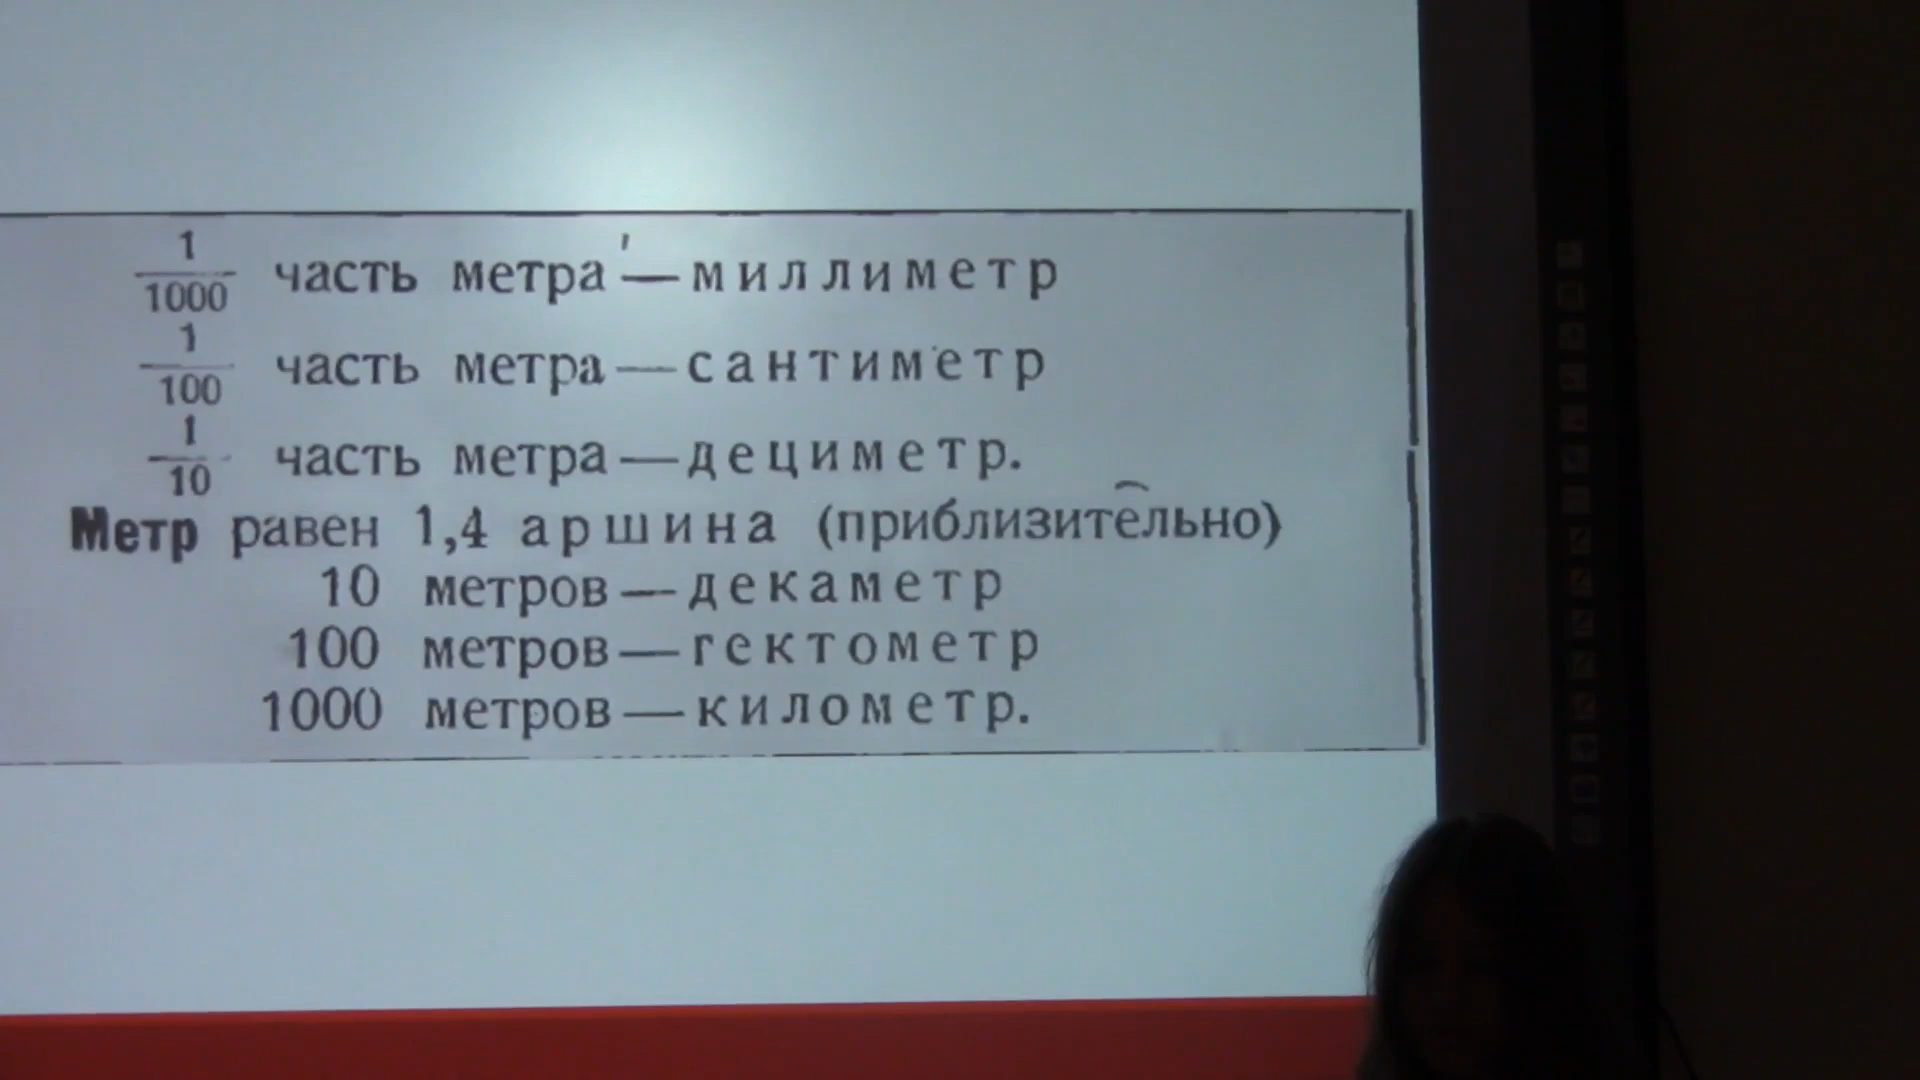 1/1000 часть метра — миллиметр
1/100 часть метра — сантиметр
1/10 часть метра — дециметр.
Метр равен 1,4 аршина (приблизительно)
10 метров — декаметр
100 метров — гектометр
1000 метров — километр.